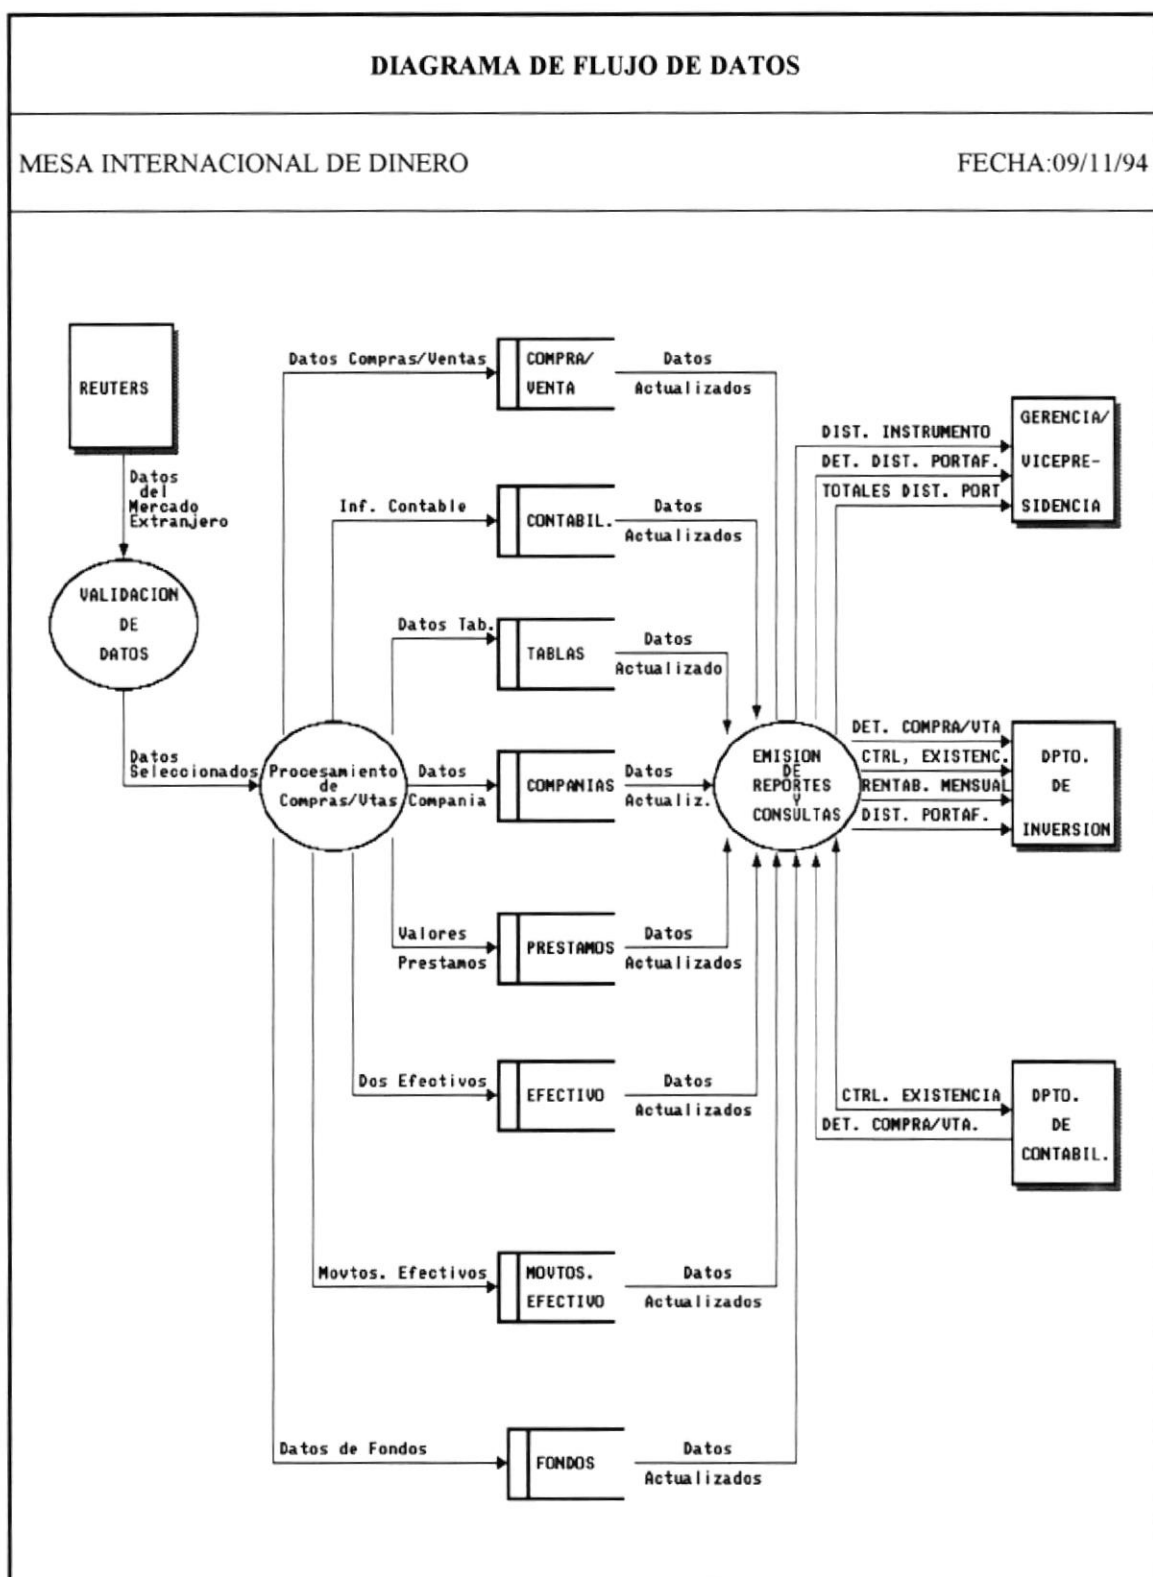 DIAGRAMA DE FLUJO DE DATOS
MESA INTERNACIONAL DE DINERO
FECHA:09/11/94
REUTERS
Datos
del
Mercado
Extranjero
VALIDACION
DE
DATOS
Datos
Seleccionados
Procesamiento
de
Compras/Vtas
Datos Compras/Ventas
COMPRA/
VENTA
Datos
Actualizados
Inf. Contable
CONTABIL.
Datos
Actualizados
Datos Tab.
TABLAS
Datos
Actualizado
Datos
Compania
COMPANIAS
Datos
Actualiz.
Valores
Prestamos
PRESTAMOS
Datos
Actualizados
Dos Efectivos
EFECTIVO
Datos
Actualizados
Movtos. Efectivos
MOVTOS.
EFECTIVO
Datos
Actualizados
Datos de Fondos
FONDOS
Datos
Actualizados
EMISION
DE
REPORTES
Y
CONSULTAS
DIST. INSTRUMENTO
DET. DIST. PORTAF.
TOTALES DIST. PORT
GERENCIA/
VICEPRE-
SIDENCIA
DET. COMPRA/VTA
CTRL, EXISTENC.
RENTAB. MENSUAL
DIST. PORTAF.
DPTO.
DE
INVERSION
CTRL. EXISTENCIA
DET. COMPRA/VTA.
DPTO.
DE
CONTABIL.